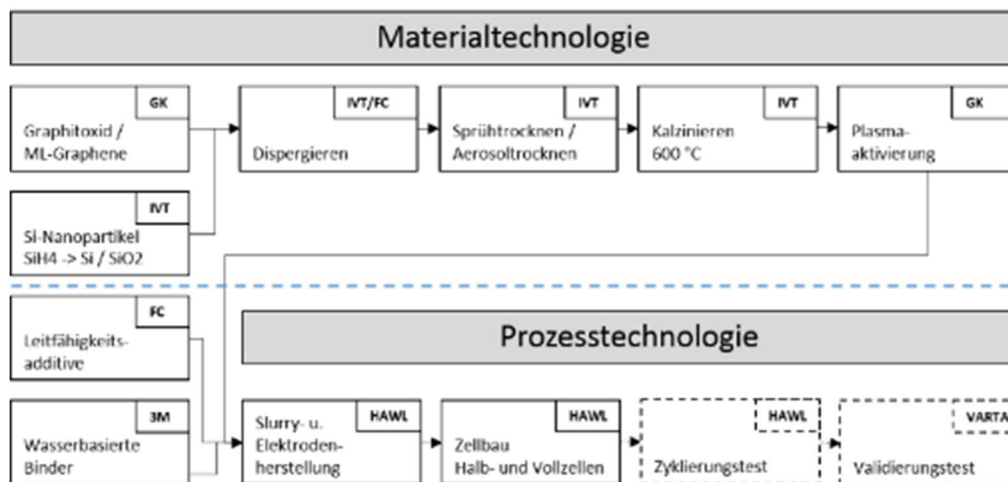 Materialtechnologie
GK
Graphitoxid /
ML-Graphene
IVT/FC
Dispergieren
IVT
Sprühtrocknen /
Aerosoltrocknen
IVT
Kalzinieren
600 °C
GK
Plasma-
aktivierung
IVT
Si-Nanopartikel
SiH4 -> Si / SiO2
FC
Leitfähigkeits-
additive
Prozesstechnologie
3M
Wasserbasierte
Binder
HAWL
Slurry- u.
Elektroden-
herstellung
HAWL
Zellbau
Halb- und Vollzellen
HAWL
Zyklierungstest
VARTA
Validierungstest